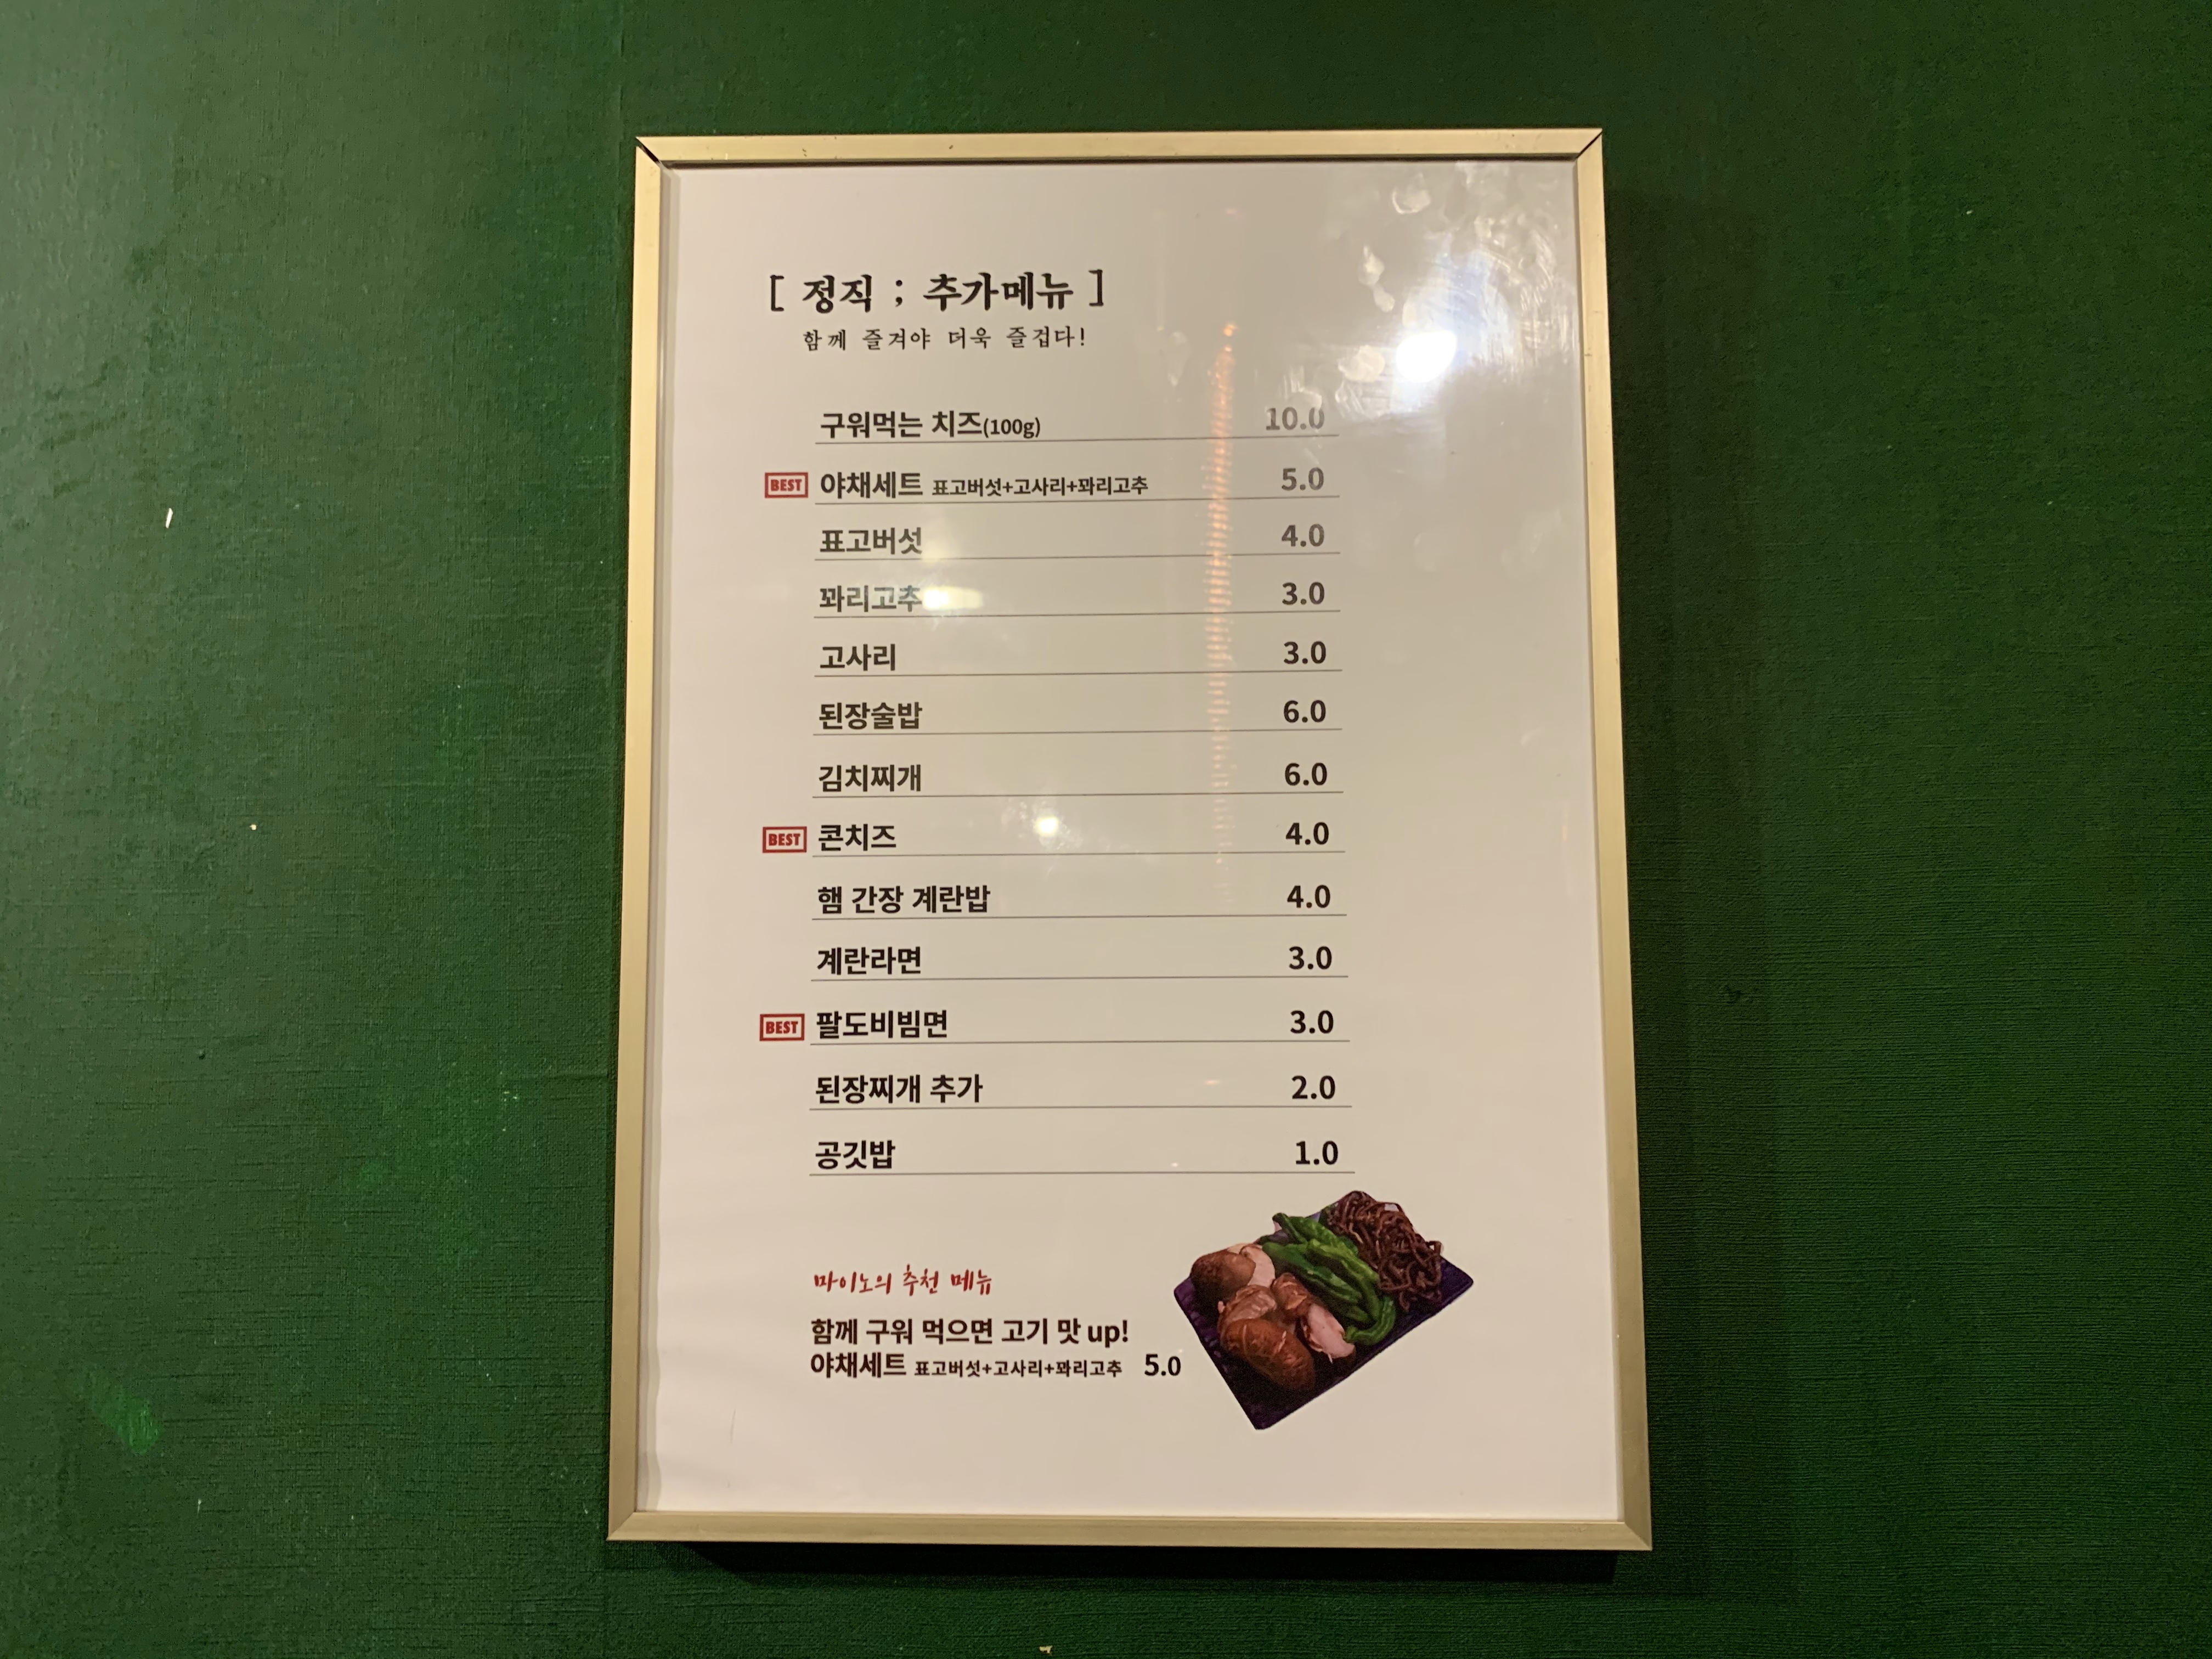 [ 정직 ; 추가메뉴 ]
함께 즐겨야 더욱 즐겁다!
구워먹는 치즈(100g) 10.0
BEST 야채세트 표고버섯+고사리+꽈리고추 5.0
표고버섯 4.0
꽈리고추 3.0
고사리 3.0
된장술밥 6.0
김치찌개 6.0
BEST 콘치즈 4.0
햄 간장 계란밥 4.0
계란라면 3.0
BEST 팔도비빔면 3.0
된장찌개 추가 2.0
공깃밥 1.0
마이노의 추천 메뉴
함께 구워 먹으면 고기 맛 up!
야채세트 표고버섯+고사리+꽈리고추 5.0